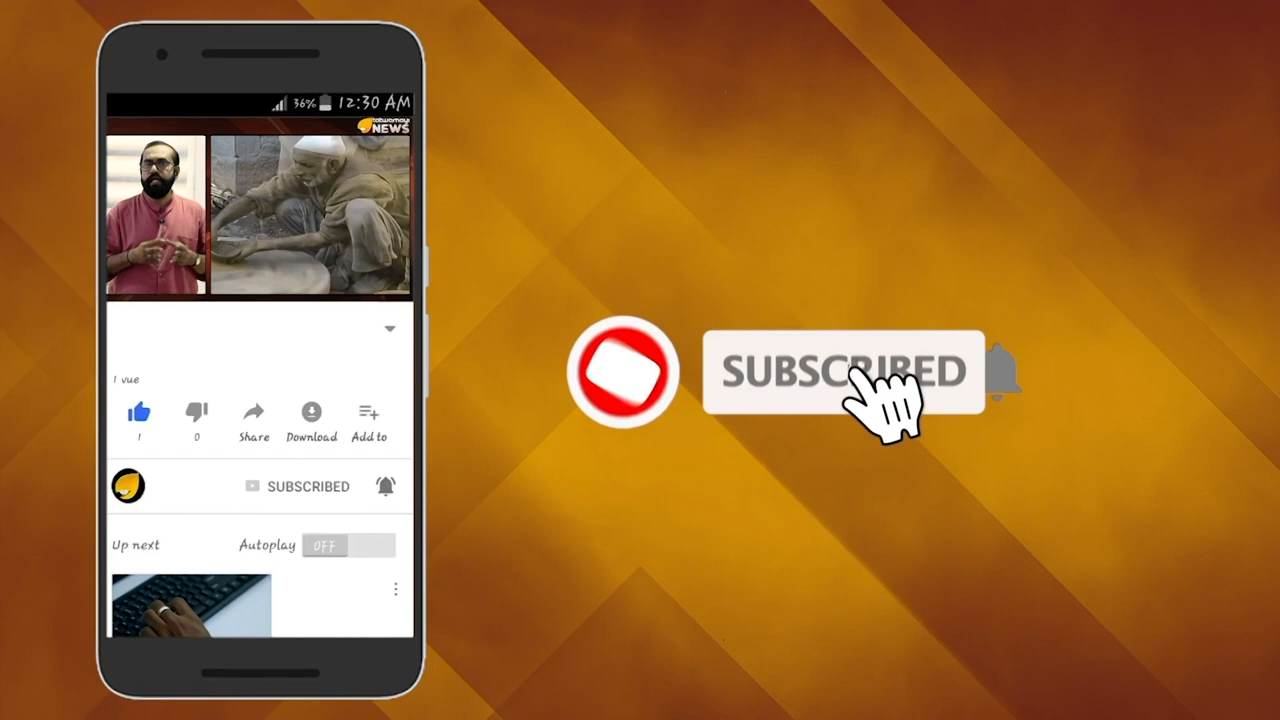 36% 12:30 AM
tatwamayi
NEWS
1 vue
1
0
Share
Download
Add to
SUBSCRIBED
Up next
Autoplay
OFF
SUBSCRIBED